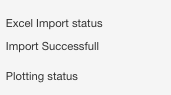 Excel Import status
Import Successfull
Plotting status